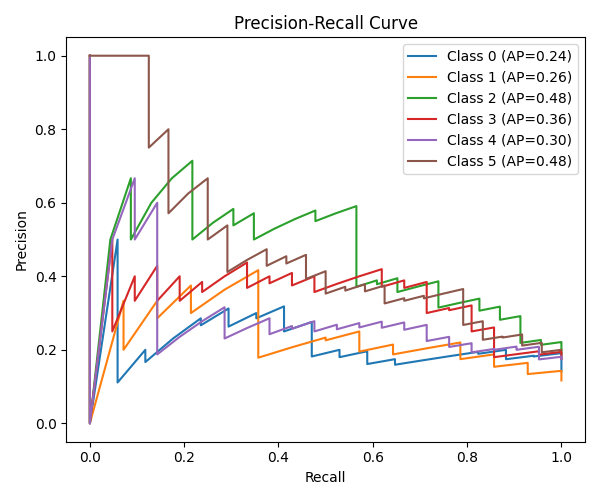 Precision-Recall Curve
Precision
1.0
0.8
0.6
0.4
0.2
0.0
Class 0 (AP=0.24)
Class 1 (AP=0.26)
Class 2 (AP=0.48)
Class 3 (AP=0.36)
Class 4 (AP=0.30)
Class 5 (AP=0.48)
0.0 0.2 0.4 0.6 0.8 1.0
Recall